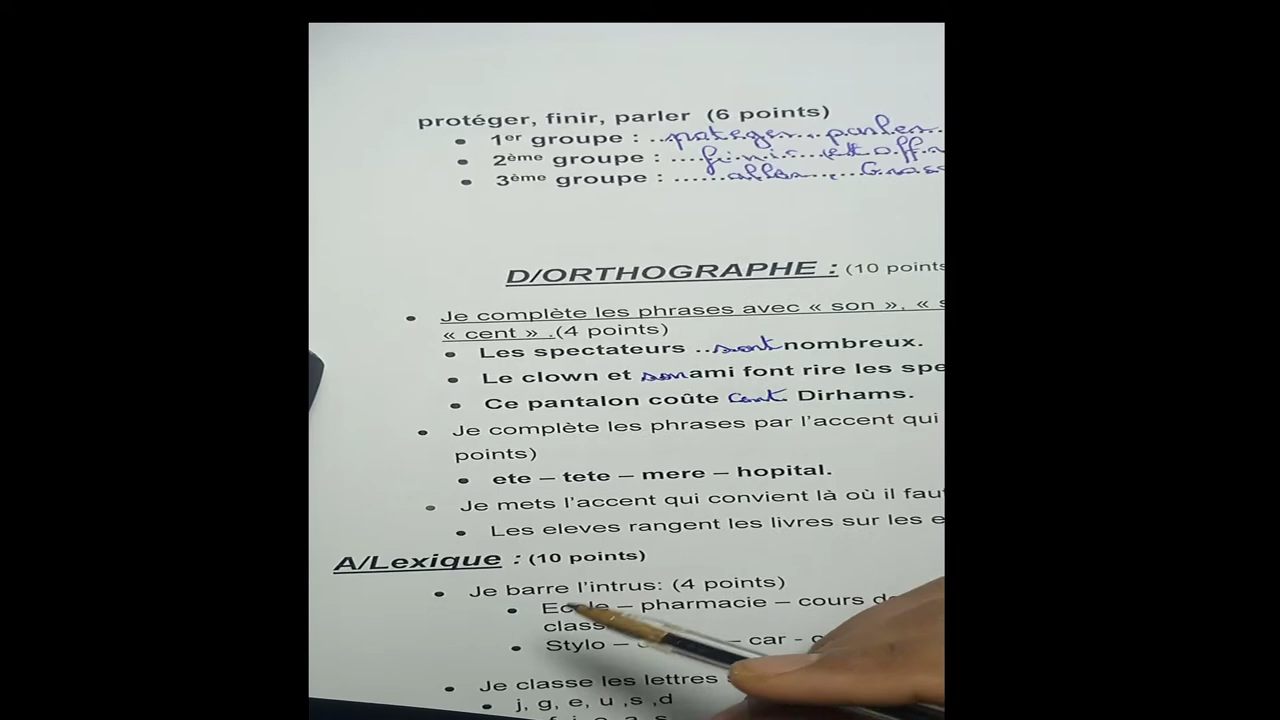 protéger, finir, parler (6 points)
1er groupe : ..proteger...parler.
2ème groupe : ....finir...et off
3ème groupe : ......aller...
D/ORTHOGRAPHE : (10 points
Je complète les phrases avec « son », « s
« cent » .(4 points)
Les spectateurs ..sont nombreux.
Le clown et son ami font rire les spe
Ce pantalon coûte cent Dirhams.
Je complète les phrases par l'accent qui
points)
ete – tete – mere – hopital.
Je mets l'accent qui convient là où il faut
Les eleves rangent les livres sur les e
A/Lexique : (10 points)
Je barre l'intrus: (4 points)
Ecole – pharmacie – cours de
class
Stylo – – car - c
Je classe les lettres
j, g, e, u ,s ,d